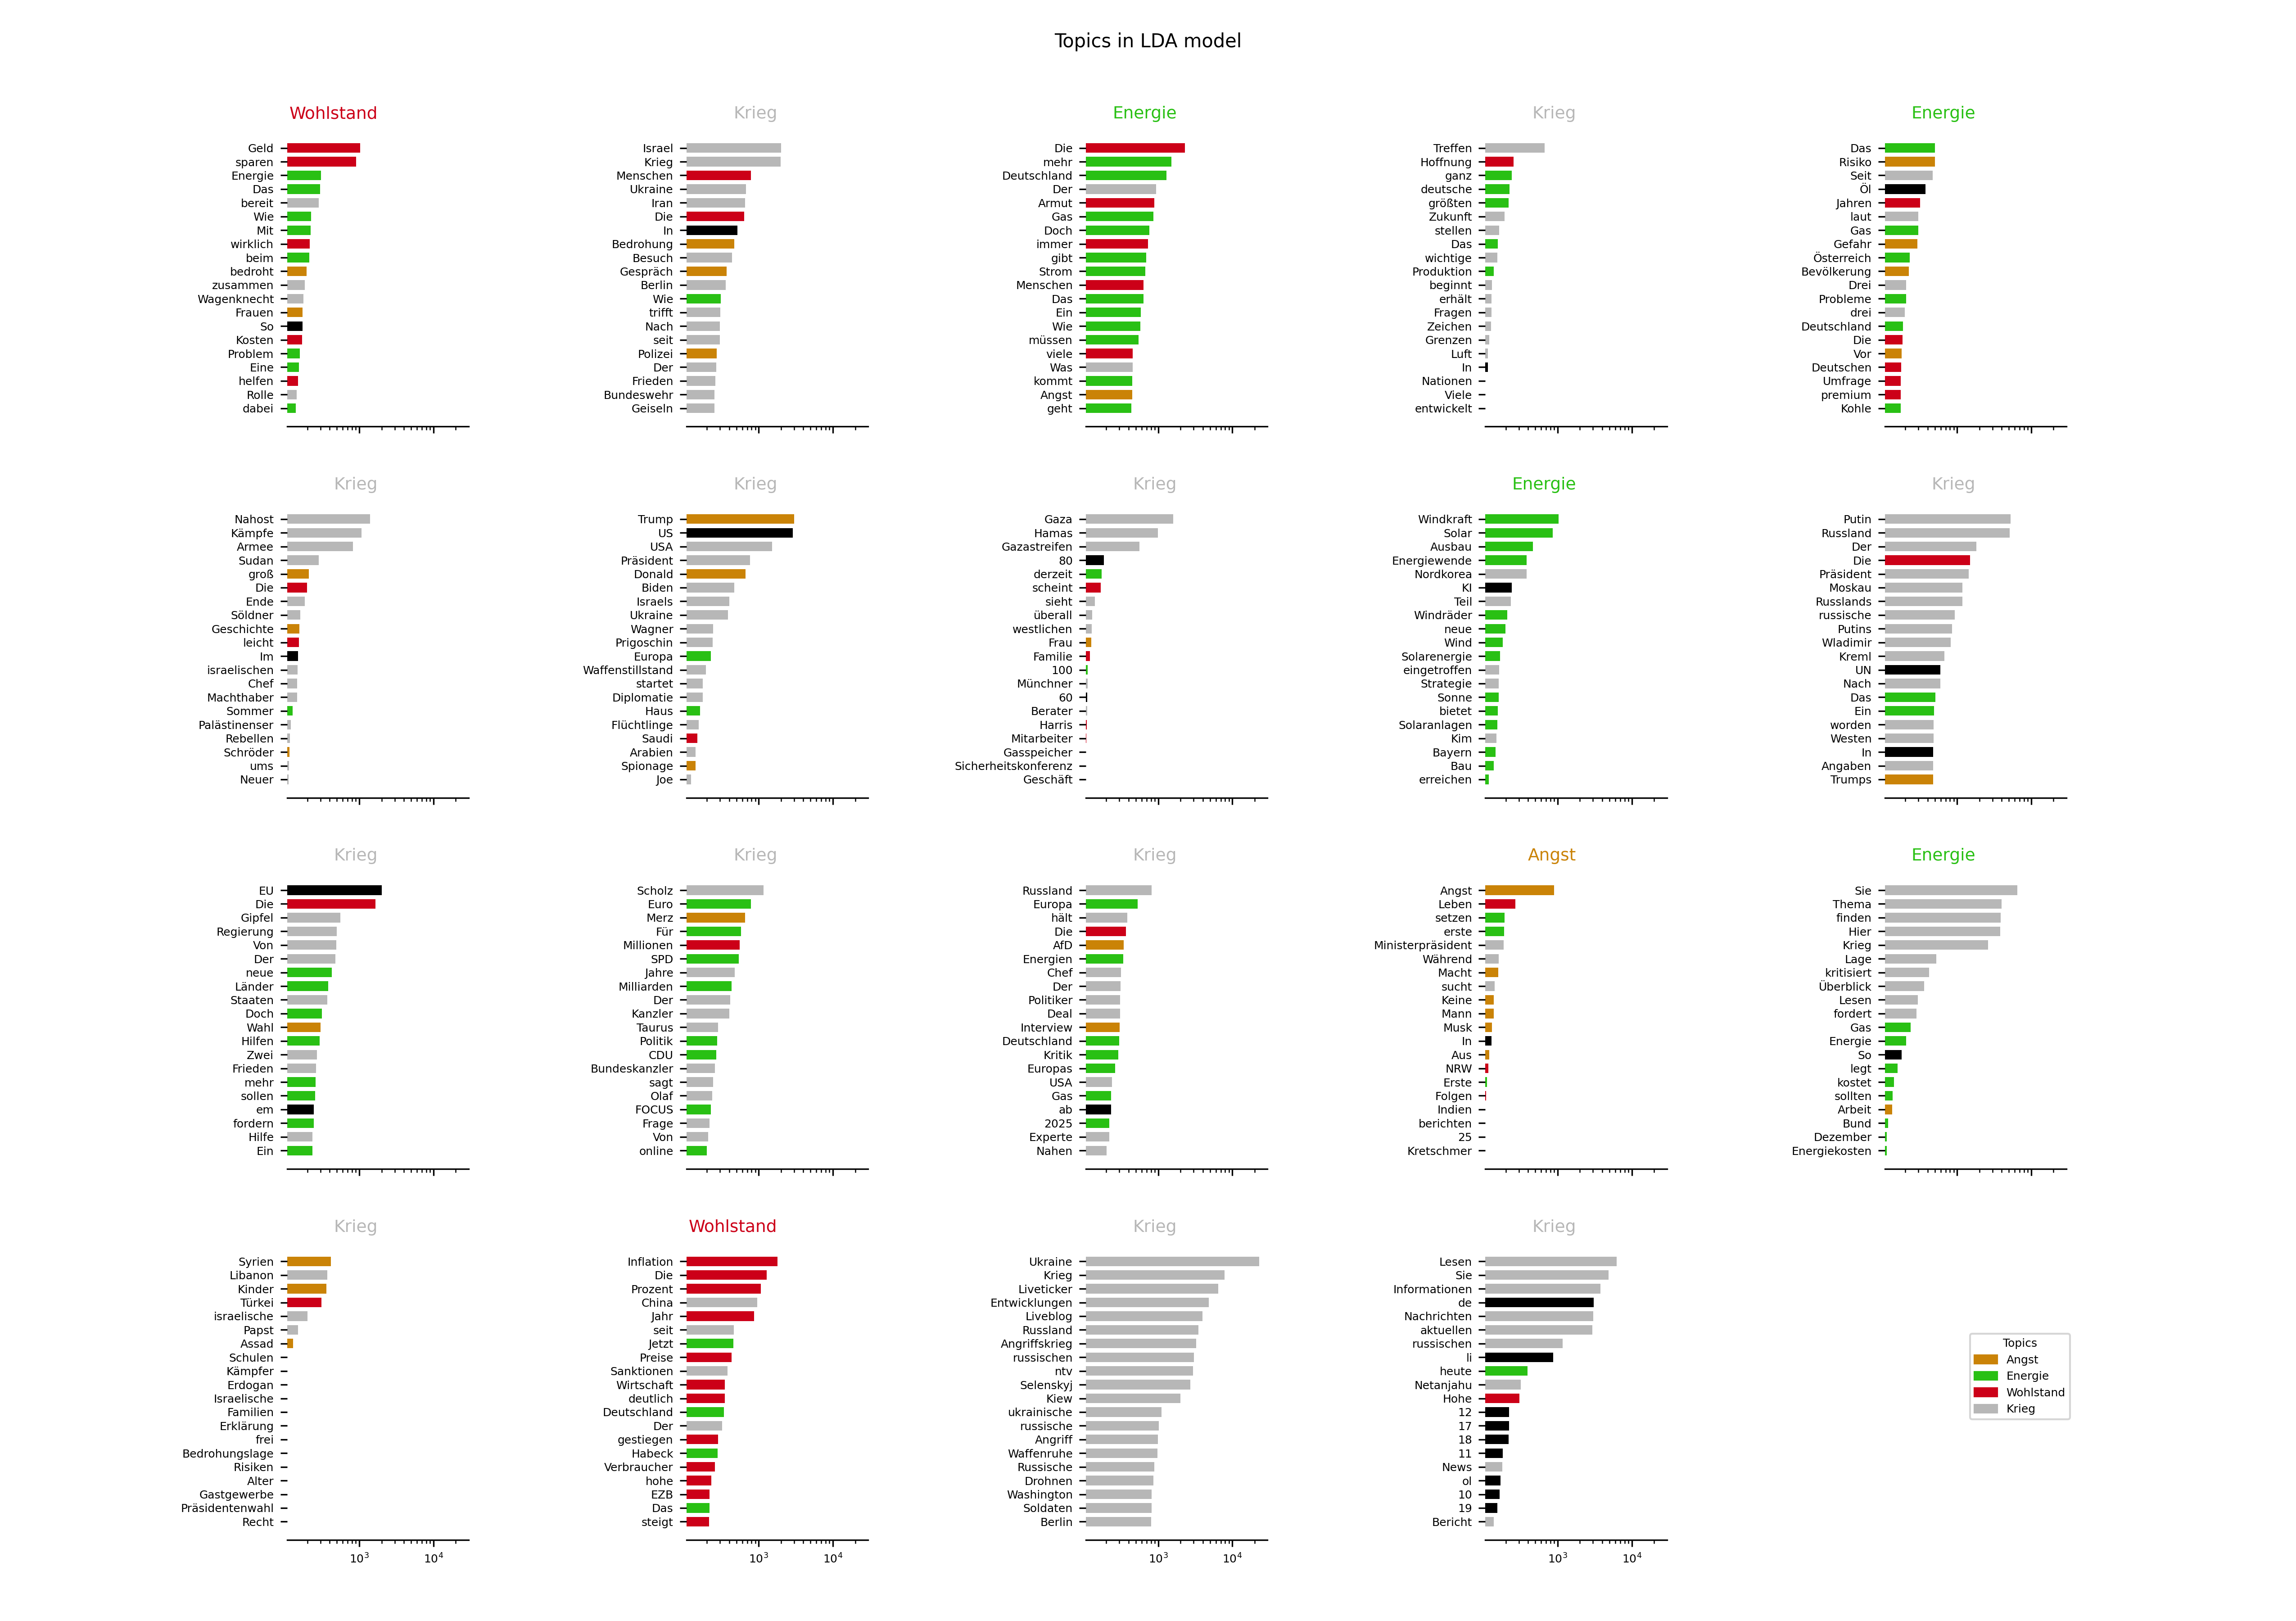 Topics in LDA model
Wohlstand
Geld
sparen
Energie
Das
bereit
Wie
Mit
wirklich
beim
bedroht
zusammen
Wagenknecht
Frauen
So
Kosten
Problem
Eine
helfen
Rolle
dabei
Krieg
Israel
Krieg
Menschen
Ukraine
Iran
Die
In
Bedrohung
Besuch
Gespräch
Berlin
Wie
trifft
Nach
seit
Polizei
Der
Frieden
Bundeswehr
Geiseln
Energie
Die
mehr
Deutschland
Der
Armut
Gas
Doch
immer
gibt
Strom
Menschen
Das
Ein
Wie
müssen
viele
Was
kommt
Angst
geht
Krieg
Treffen
Hoffnung
ganz
deutsche
größten
Zukunft
stellen
Das
wichtige
Produktion
beginnt
erhält
Fragen
Zeichen
Grenzen
Luft
In
Nationen
Viele
entwickelt
Energie
Das
Risiko
Seit
Öl
Jahren
laut
Gas
Gefahr
Österreich
Bevölkerung
Drei
Probleme
drei
Deutschland
Die
Vor
Deutschen
Umfrage
premium
Kohle
Krieg
Nahost
Kämpfe
Armee
Sudan
groß
Die
Ende
Söldner
Geschichte
leicht
Im
israelischen
Chef
Machthaber
Sommer
Palästinenser
Rebellen
Schröder
ums
Neuer
Krieg
Trump
US
USA
Präsident
Donald
Biden
Israels
Ukraine
Wagner
Prigoschin
Europa
Waffenstillstand
startet
Diplomatie
Haus
Flüchtlinge
Saudi
Arabien
Spionage
Joe
Krieg
Gaza
Hamas
Gazastreifen
80
derzeit
scheint
sieht
überall
westlichen
Frau
Familie
100
Münchner
60
Berater
Harris
Mitarbeiter
Gasspeicher
Sicherheitskonferenz
Geschäft
Energie
Windkraft
Solar
Ausbau
Energiewende
Nordkorea
KI
Teil
Windräder
neue
Wind
Solarenergie
eingetroffen
Strategie
Sonne
bietet
Solaranlagen
Kim
Bayern
Bau
erreichen
Krieg
Putin
Russland
Der
Die
Präsident
Moskau
Russlands
russische
Putins
Wladimir
Kreml
UN
Nach
Das
Ein
worden
Westen
In
Angaben
Trumps
Krieg
EU
Die
Gipfel
Regierung
Von
Der
neue
Länder
Staaten
Doch
Wahl
Hilfen
Zwei
Frieden
mehr
sollen
em
fordern
Hilfe
Ein
Krieg
Scholz
Euro
Merz
Für
Millionen
SPD
Jahre
Milliarden
Der
Kanzler
Taurus
Politik
CDU
Bundeskanzler
sagt
Olaf
FOCUS
Frage
Von
online
Krieg
Russland
Europa
hält
Die
AfD
Energien
Chef
Der
Politiker
Deal
Interview
Deutschland
Kritik
Europas
USA
Gas
ab
2025
Experte
Nahen
Angst
Angst
Leben
setzen
erste
Ministerpräsident
Während
Macht
sucht
Keine
Mann
Musk
In
Aus
NRW
Erste
Folgen
Indien
berichten
25
Kretschmer
Energie
Sie
Thema
finden
Hier
Krieg
Lage
kritisiert
Überblick
Lesen
fordert
Gas
Energie
So
legt
kostet
sollten
Arbeit
Bund
Dezember
Energiekosten
Krieg
Syrien
Libanon
Kinder
Türkei
israelische
Papst
Assad
Schulen
Kämpfer
Erdogan
Israelische
Familien
Erklärung
frei
Bedrohungslage
Risiken
Alter
Gastgewerbe
Präsidentenwahl
Recht
10³ 10⁴
Wohlstand
Inflation
Die
Prozent
China
Jahr
seit
Jetzt
Preise
Sanktionen
Wirtschaft
deutlich
Deutschland
Der
gestiegen
Habeck
Verbraucher
hohe
EZB
Das
steigt
10³ 10⁴
Krieg
Ukraine
Krieg
Liveticker
Entwicklungen
Liveblog
Russland
Angriffskrieg
russischen
ntv
Selenskyj
Kiew
ukrainische
russische
Angriff
Waffenruhe
Russische
Drohnen
Washington
Soldaten
Berlin
10³ 10⁴
Krieg
Lesen
Sie
Informationen
de
Nachrichten
aktuellen
russischen
li
heute
Netanjahu
Hohe
12
17
18
11
News
ol
10
19
Bericht
10³ 10⁴
Topics
Angst
Energie
Wohlstand
Krieg